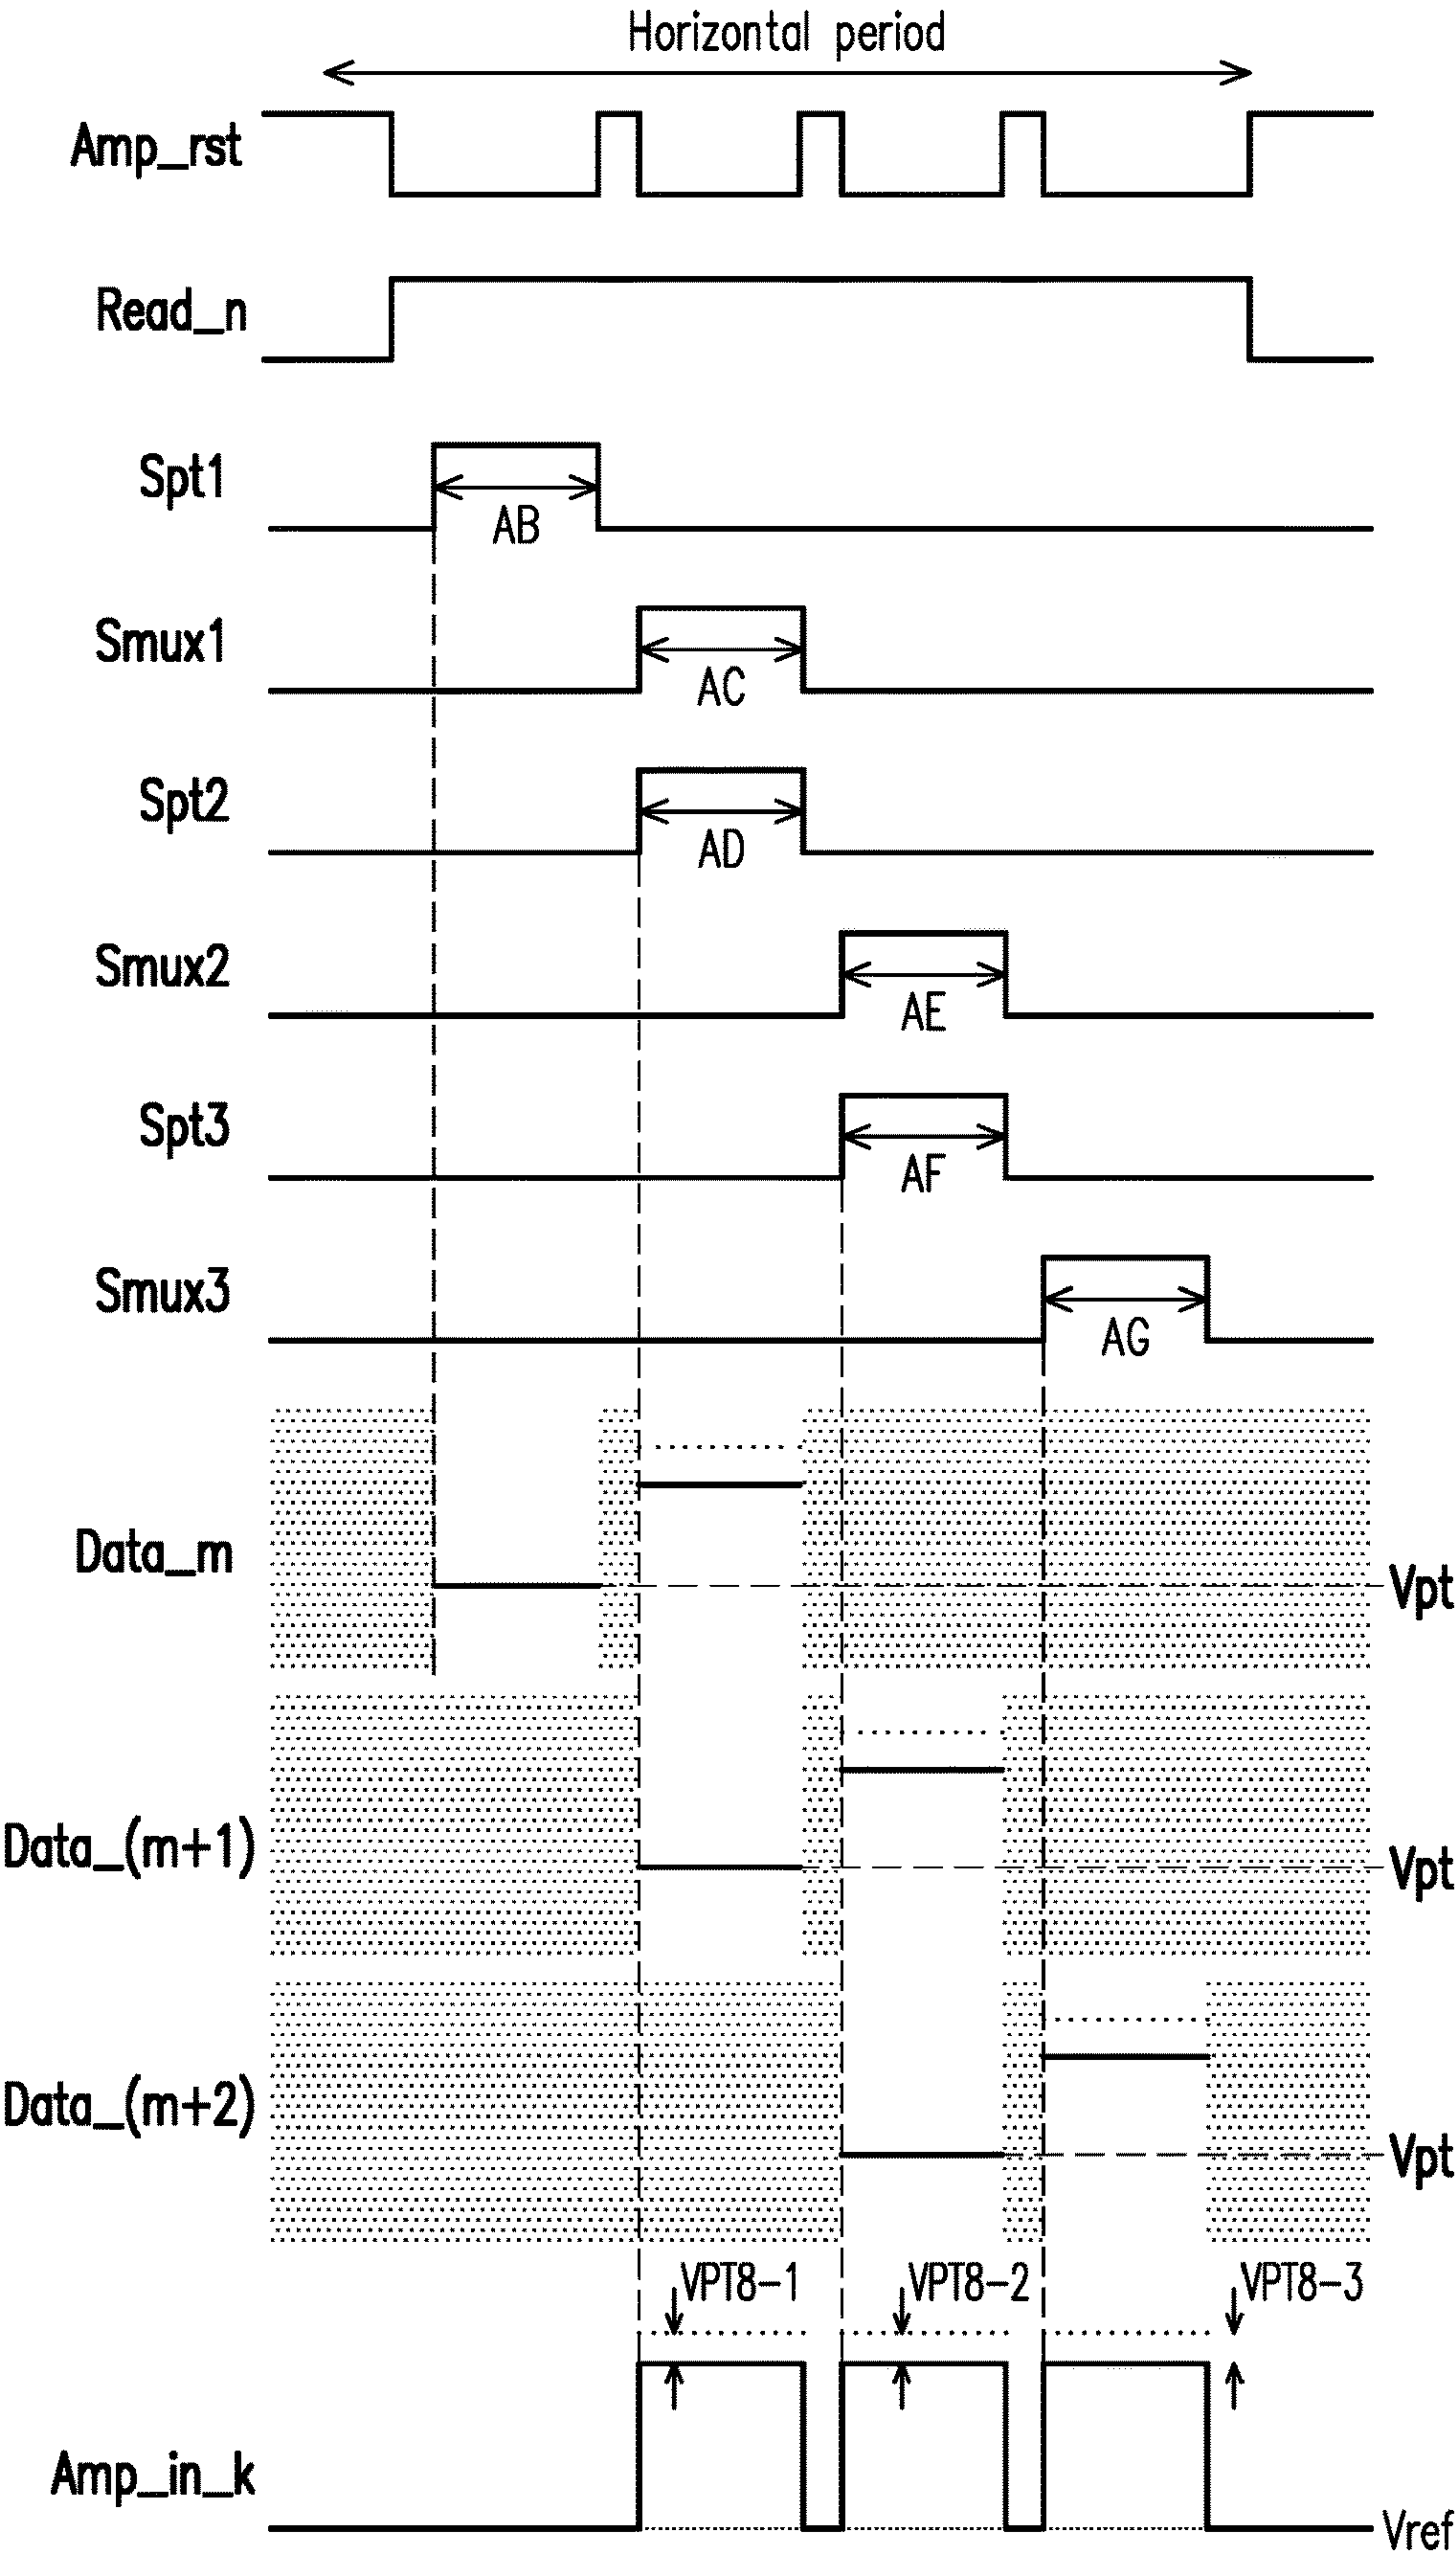 Horizontal period
Amp_rst
Read_n
Spt1
AB
Smux1
AC
Spt2
AD
Smux2
AE
Spt3
AF
Smux3
AG
Data_m
Vpt
Data_(m+1)
Vpt
Data_(m+2)
Vpt
VPT8-1 VPT8-2 VPT8-3
Amp_in_k
Vref